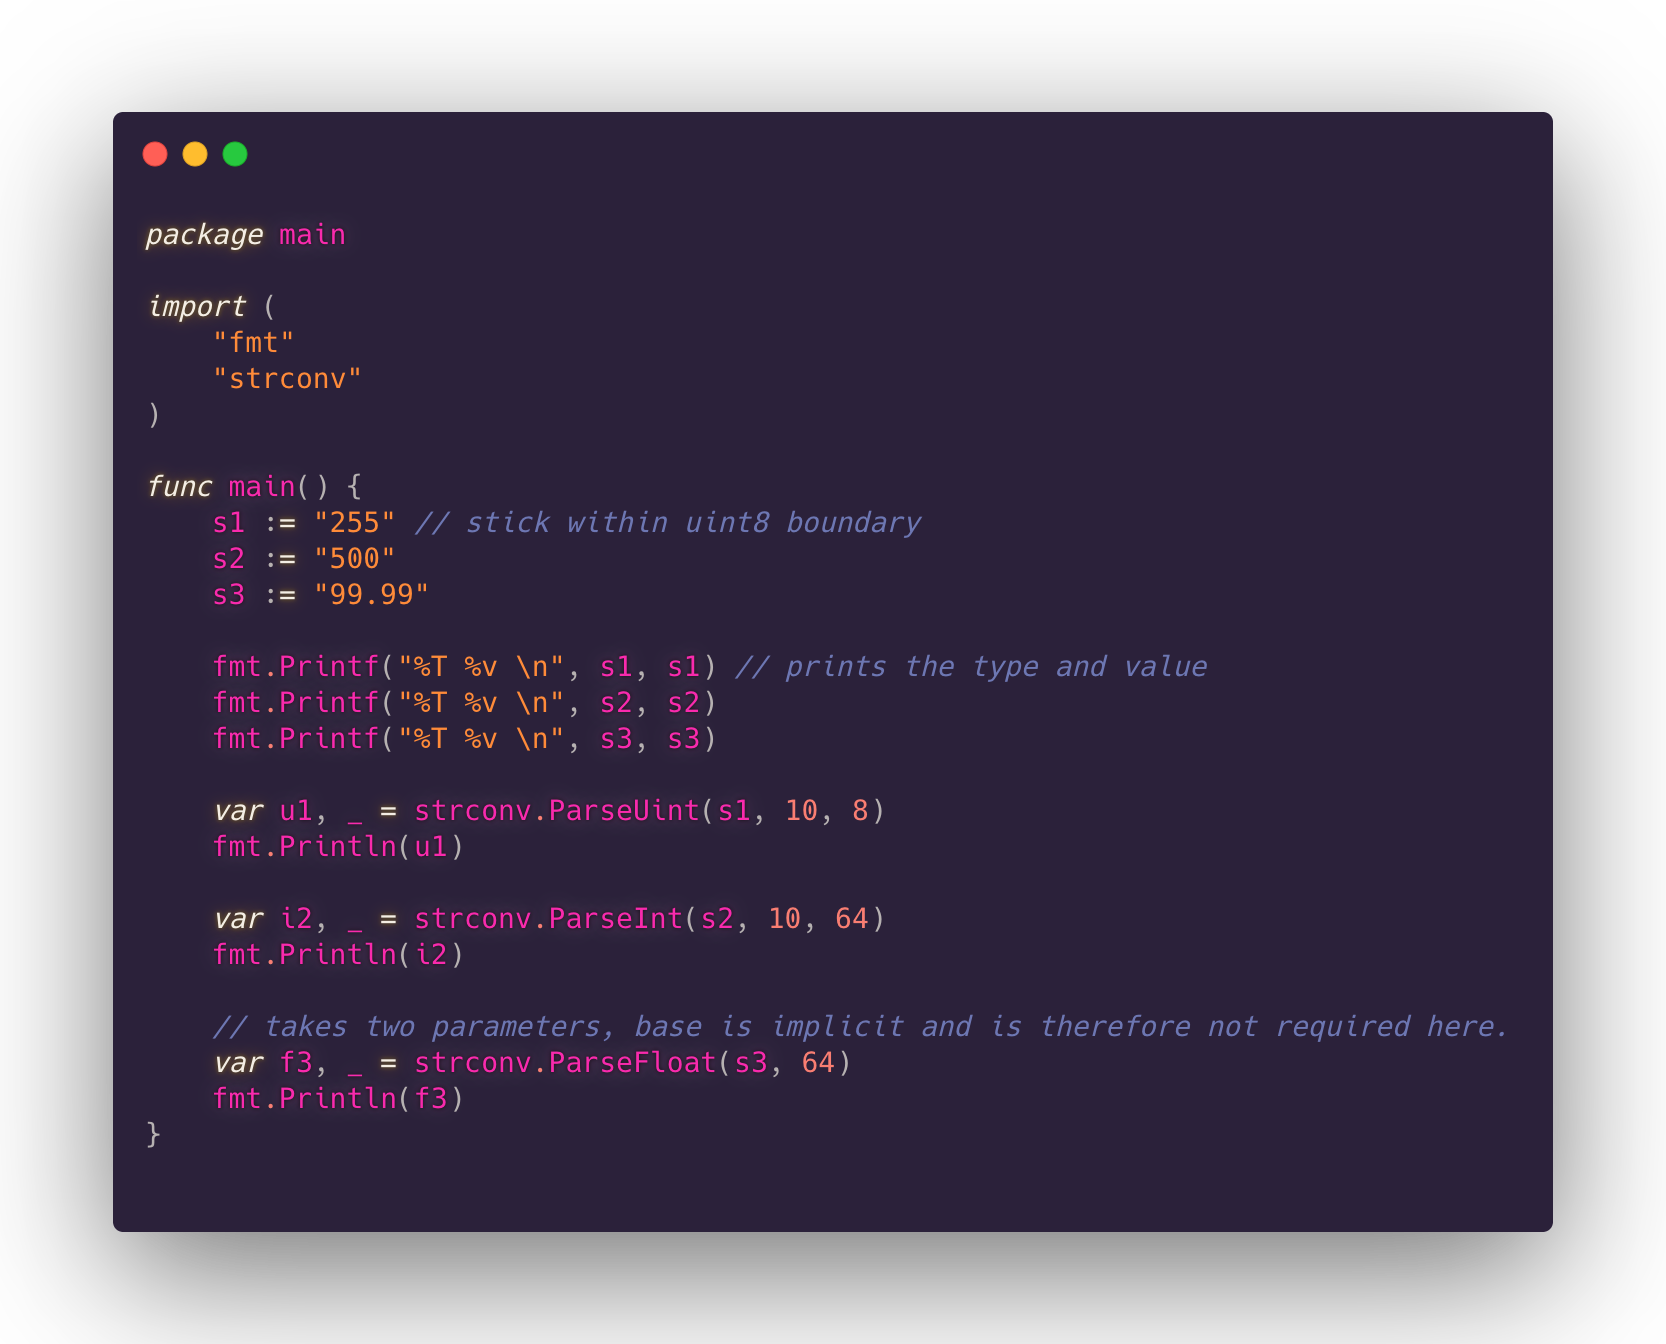 package main

import (
    "fmt"
    "strconv"
)

func main() {
    s1 := "255" // stick within uint8 boundary
    s2 := "500"
    s3 := "99.99"

    fmt.Printf("%T %v \n", s1, s1) // prints the type and value
    fmt.Printf("%T %v \n", s2, s2)
    fmt.Printf("%T %v \n", s3, s3)

    var u1, _ = strconv.ParseUint(s1, 10, 8)
    fmt.Println(u1)

    var i2, _ = strconv.ParseInt(s2, 10, 64)
    fmt.Println(i2)

    // takes two parameters, base is implicit and is therefore not required here.
    var f3, _ = strconv.ParseFloat(s3, 64)
    fmt.Println(f3)
}